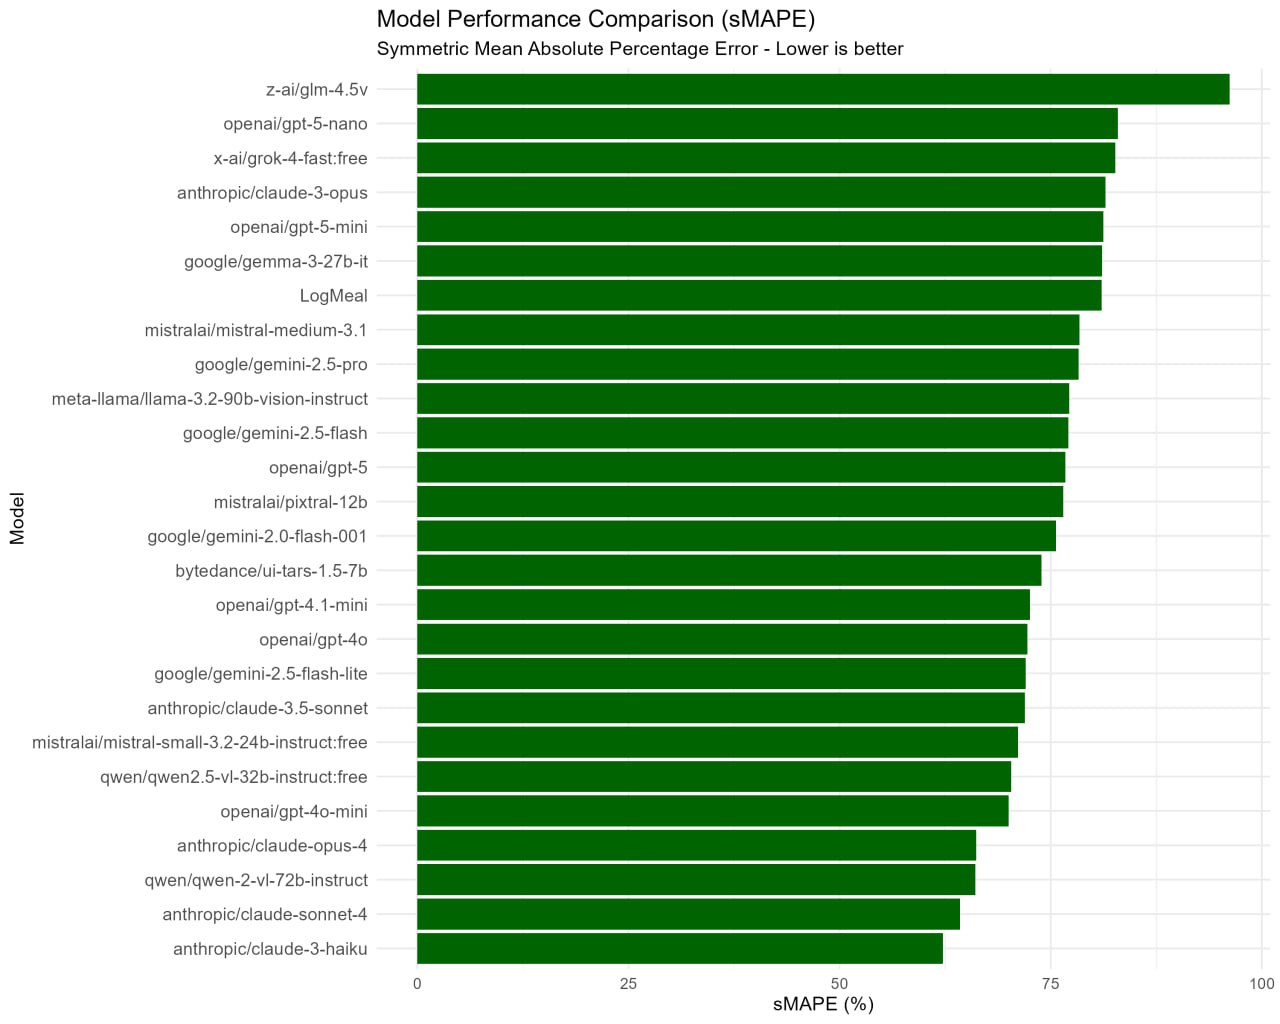 Model Performance Comparison (sMAPE)
Symmetric Mean Absolute Percentage Error - Lower is better
z-ai/glm-4.5v
openai/gpt-5-nano
x-ai/grok-4-fast:free
anthropic/claude-3-opus
openai/gpt-5-mini
google/gemma-3-27b-it
LogMeal
mistralai/mistral-medium-3.1
google/gemini-2.5-pro
meta-llama/llama-3.2-90b-vision-instruct
google/gemini-2.5-flash
openai/gpt-5
mistralai/pixtral-12b
google/gemini-2.0-flash-001
bytedance/ui-tars-1.5-7b
openai/gpt-4.1-mini
openai/gpt-4o
google/gemini-2.5-flash-lite
anthropic/claude-3.5-sonnet
mistralai/mistral-small-3.2-24b-instruct:free
qwen/qwen2.5-vl-32b-instruct:free
openai/gpt-4o-mini
anthropic/claude-opus-4
qwen/qwen-2-vl-72b-instruct
anthropic/claude-sonnet-4
anthropic/claude-3-haiku
Model
0 25 50 75 100
sMAPE (%)